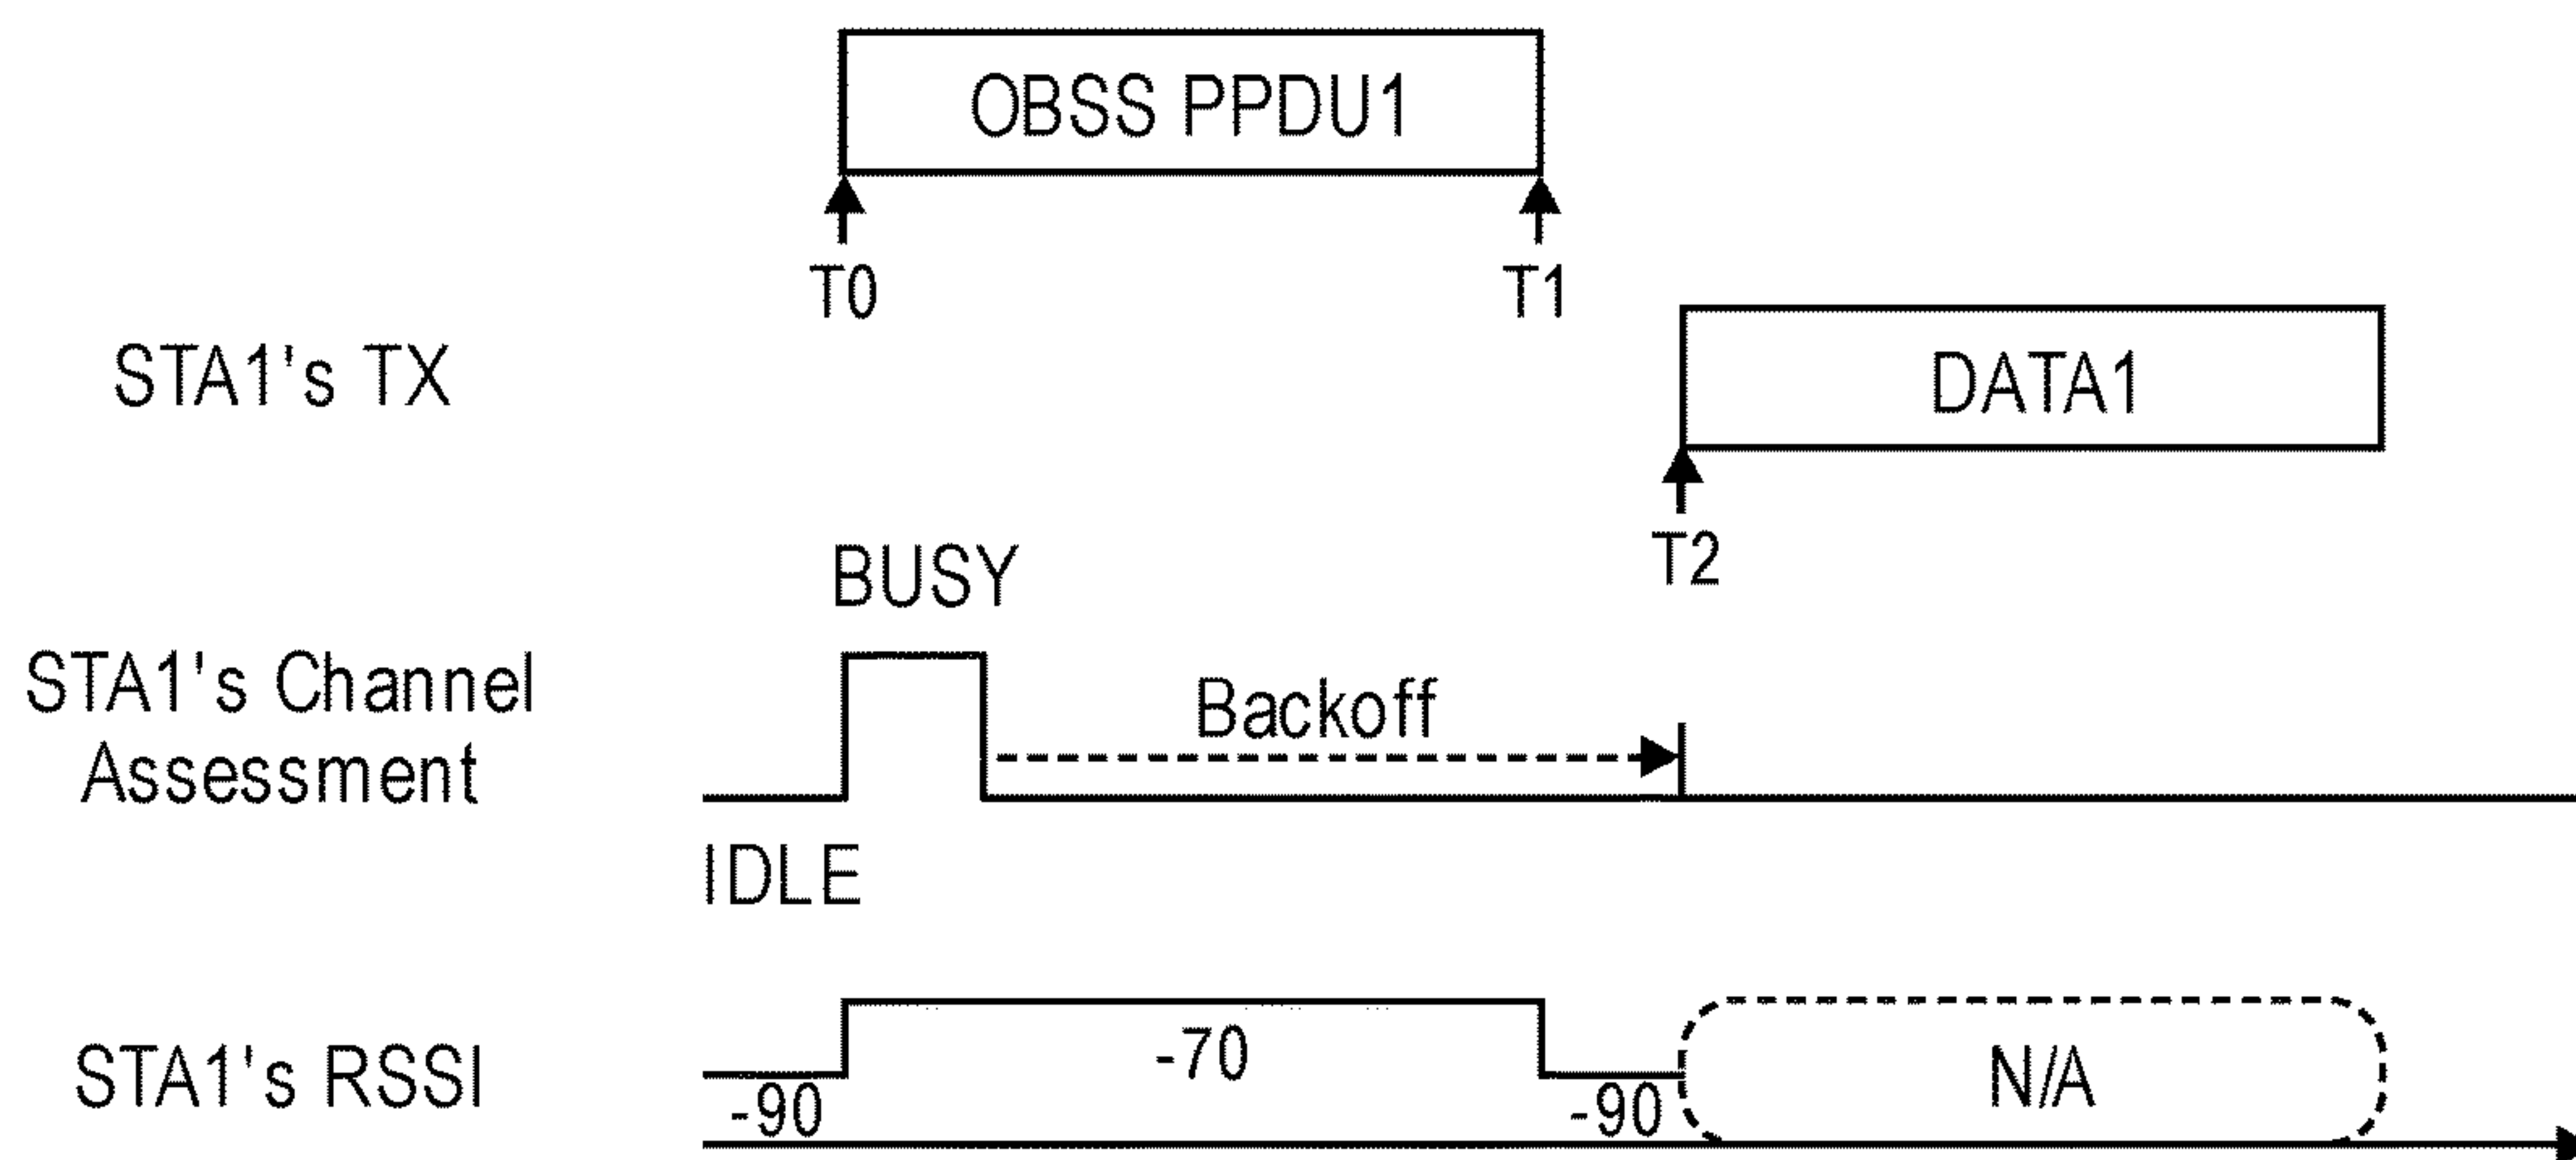 OBSS PPDU1
T0
T1
STA1's TX
DATA1
T2
BUSY
STA1's Channel
Assessment
Backoff
IDLE
STA1's RSSI
-90
-70
-90
N/A